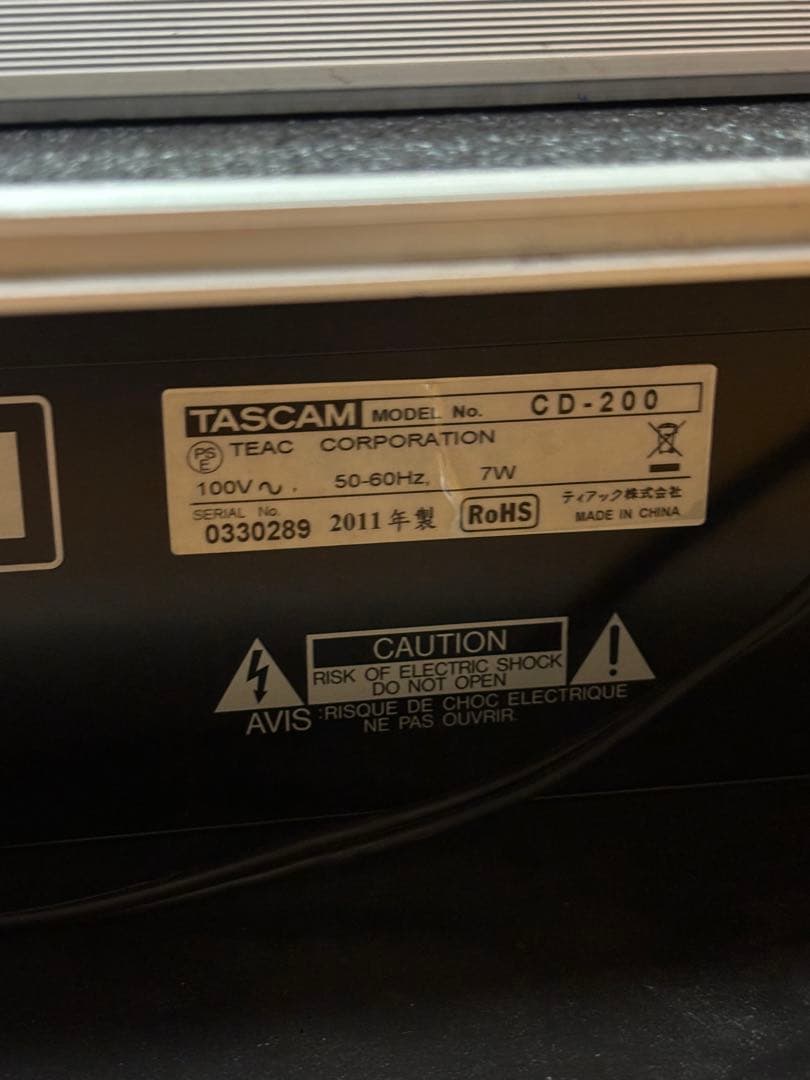 TASCAM MODEL No. CD-200
PSE TEAC CORPORATION
100V～, 50-60Hz, 7W
SERIAL No. 0330289 2011年製 RoHS ティアック株式会社
MADE IN CHINA
CAUTION
RISK OF ELECTRIC SHOCK
DO NOT OPEN
AVIS :RISQUE DE CHOC ELECTRIQUE
NE PAS OUVRIR.